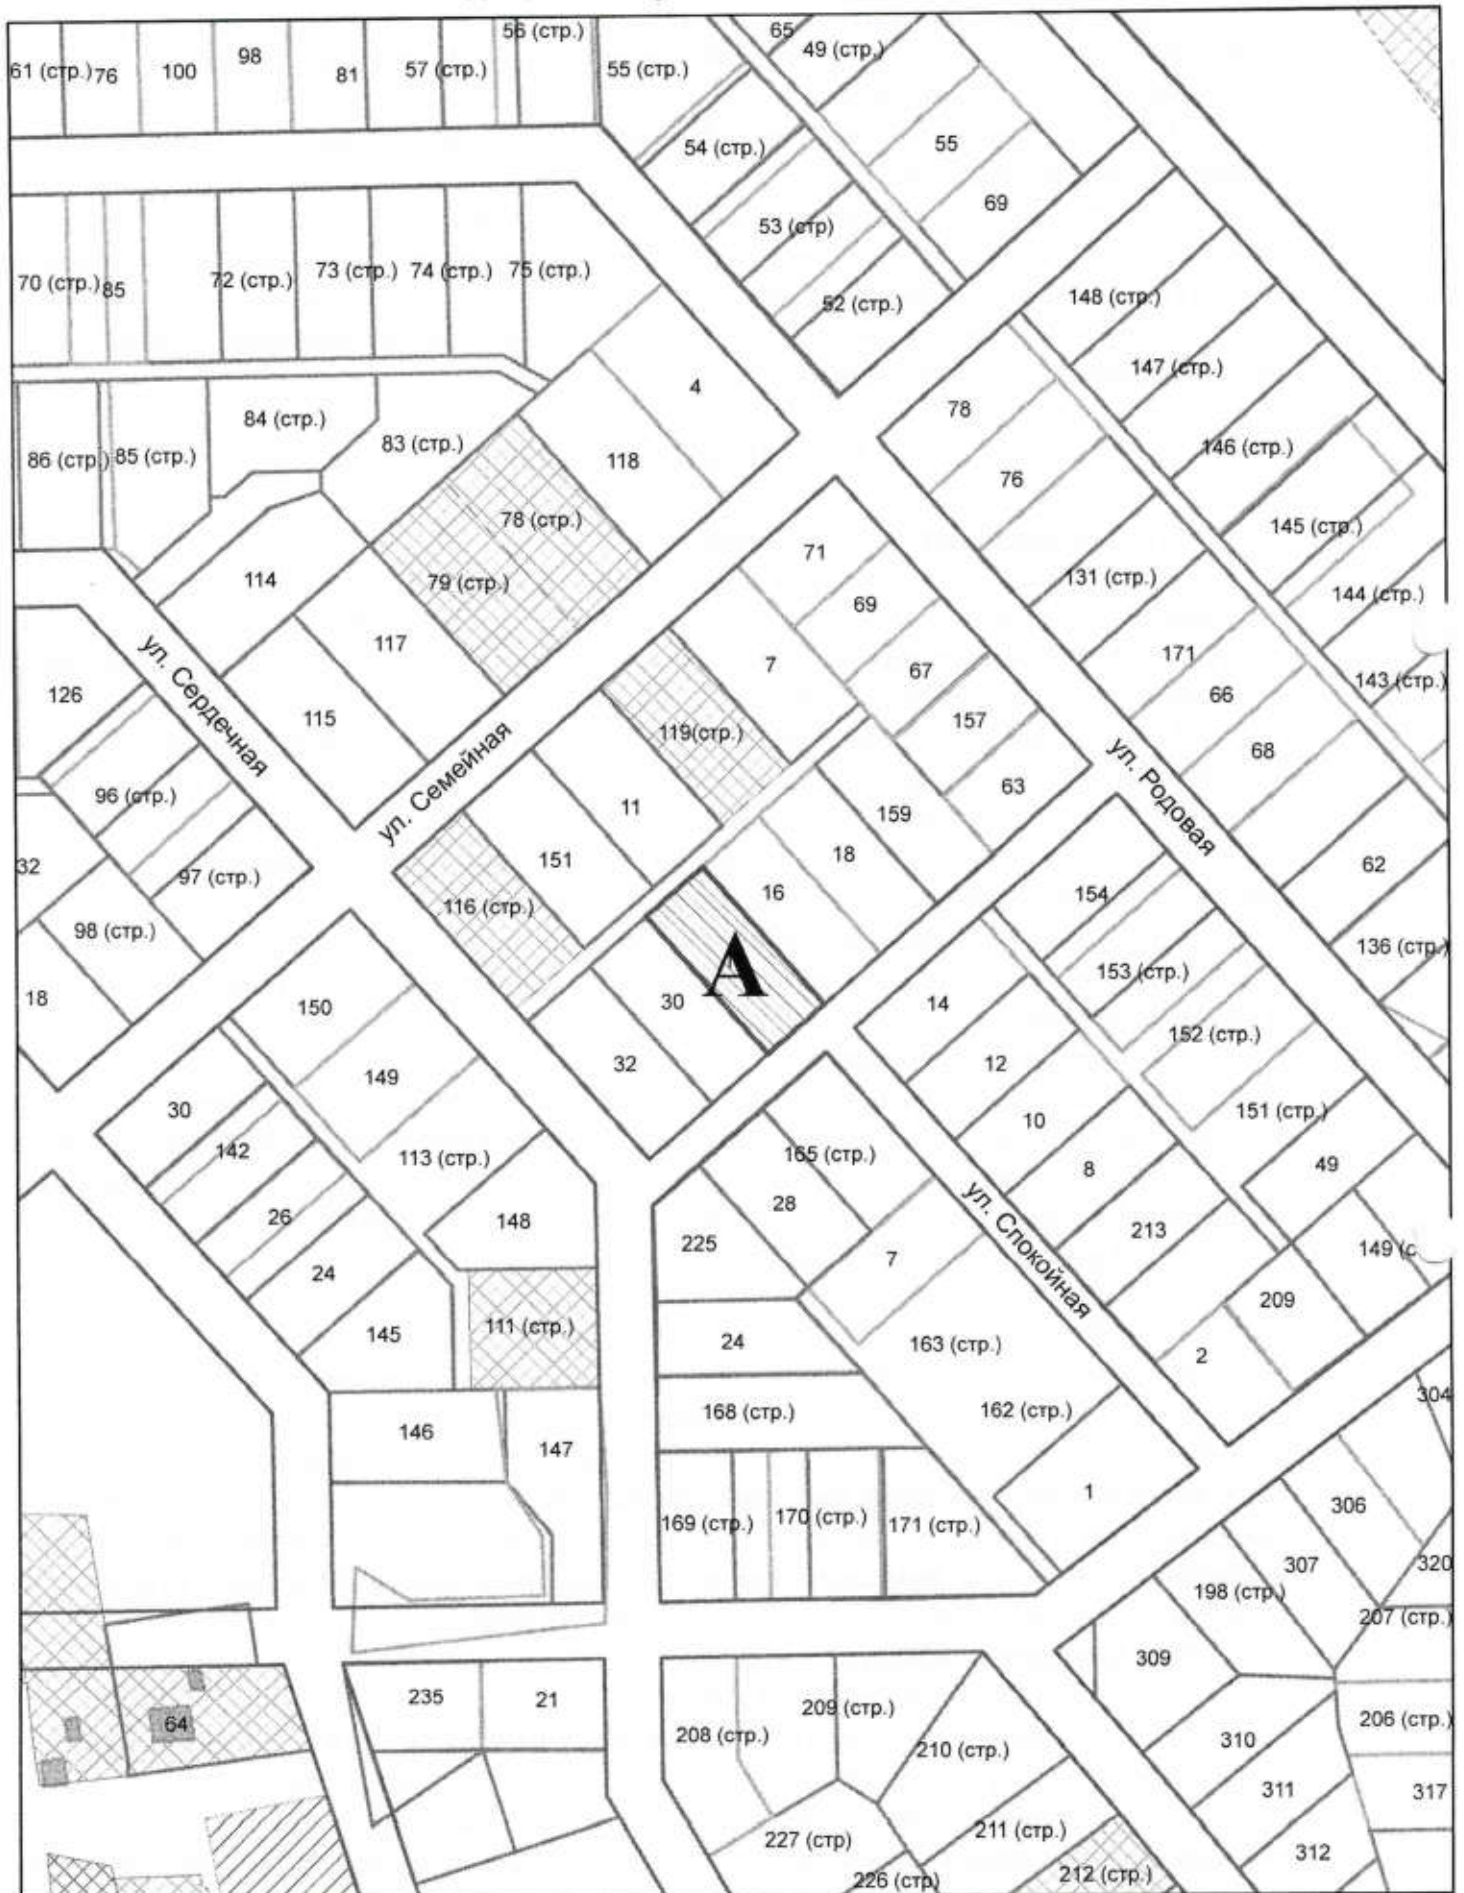 56 (стр.)
65
49 (стр.)
61 (стр.)
76
100
98
81
57 (стр.)
55 (стр.)
54 (стр.)
55
69
53 (стр)
52 (стр.)
70 (стр.)
85
72 (стр.)
73 (стр.)
74 (стр.)
75 (стр.)
148 (стр.)
147 (стр.)
146 (стр.)
145 (стр.)
144 (стр.)
143 (стр.)
4
118
84 (стр.)
83 (стр.)
86 (стр.)
85 (стр.)
78
76
131 (стр.)
78 (стр.)
79 (стр.)
114
117
115
71
69
67
7
157
63
171
66
68
62
136 (стр.)
ул. Сердечная
ул. Семейная
ул. Родовая
126
96 (стр.)
97 (стр.)
98 (стр.)
32
18
119(стр.)
11
151
116 (стр.)
159
18
16
А
30
32
154
153 (стр.)
152 (стр.)
151 (стр.)
14
12
10
8
213
49
149 (с
209
2
150
149
113 (стр.)
148
30
142
26
24
145
111 (стр.)
146
147
165 (стр.)
28
225
7
ул. Спокойная
24
163 (стр.)
162 (стр.)
168 (стр.)
169 (стр.)
170 (стр.)
171 (стр.)
1
304
306
307
320
198 (стр.)
207 (стр.)
309
206 (стр.)
310
311
317
312
64
235
21
208 (стр.)
209 (стр.)
210 (стр.)
211 (стр.)
227 (стр)
226 (стр)
212 (стр.)